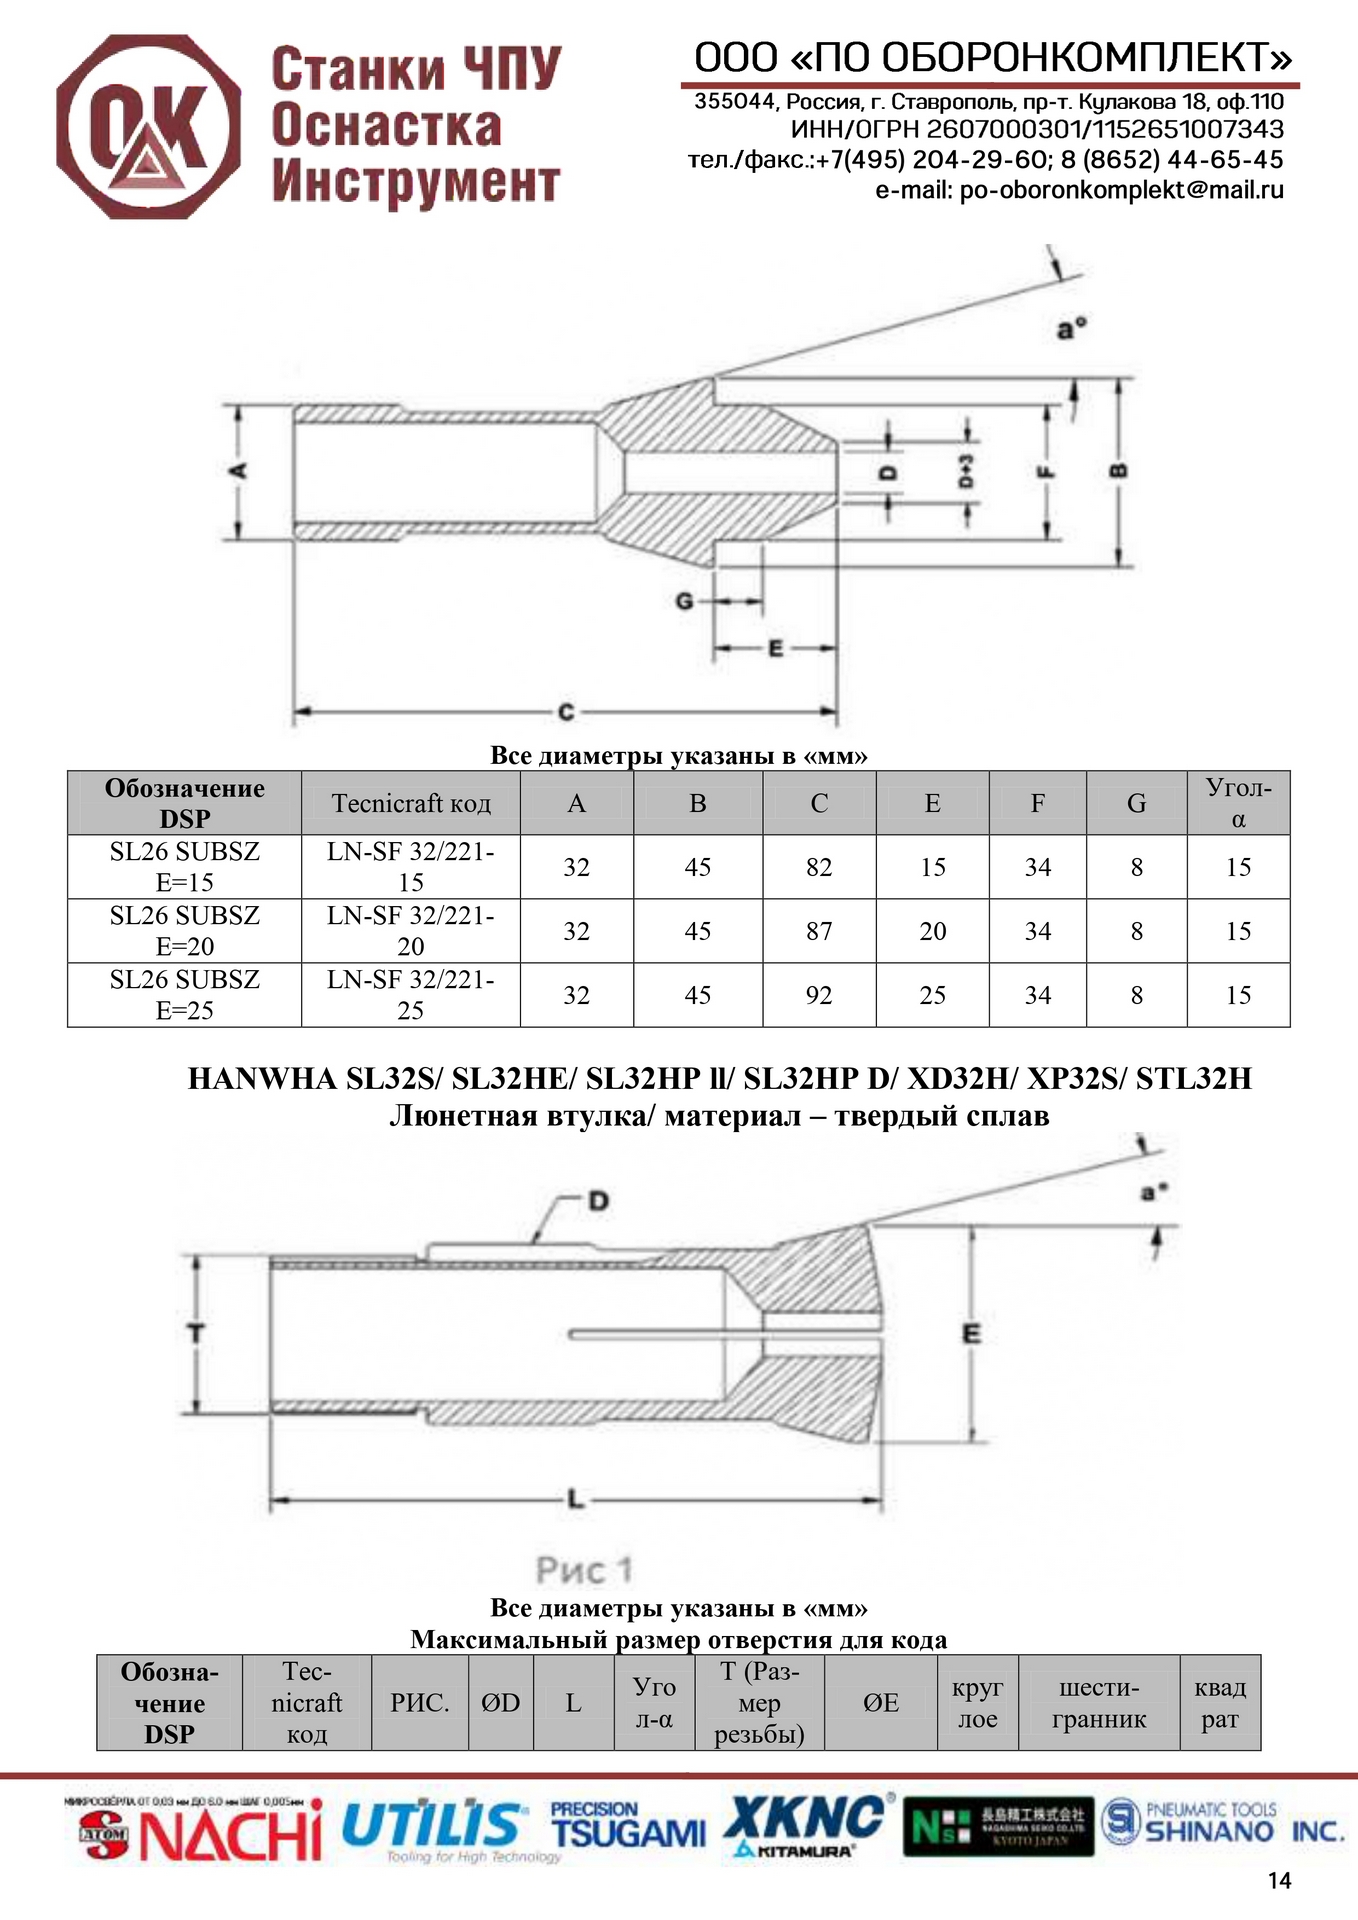 ОК
Станки ЧПУ
Оснастка
Инструмент
ООО «ПО ОБОРОНКОМПЛЕКТ»
355044, Россия, г. Ставрополь, пр-т. Кулакова 18, оф.110
ИНН/ОГРН 2607000301/1152651007343
тел./факс.:+7(495) 204-29-60; 8 (8652) 44-65-45
e-mail: po-oboronkomplekt@mail.ru
a°
A
D
D+3
F
B
G
E
C
Все диаметры указаны в «мм»
Обозначение DSP Tecnicraft код A B C E F G Угол-α
SL26 SUBSZ E=15 LN-SF 32/221-15 32 45 82 15 34 8 15
SL26 SUBSZ E=20 LN-SF 32/221-20 32 45 87 20 34 8 15
SL26 SUBSZ E=25 LN-SF 32/221-25 32 45 92 25 34 8 15
HANWHA SL32S/ SL32HE/ SL32HP ll/ SL32HP D/ XD32H/ XP32S/ STL32H
Люнетная втулка/ материал – твердый сплав
D
a°
T
E
L
Рис 1
Все диаметры указаны в «мм»
Максимальный размер отверстия для кода
Обозна-чение DSP Tec-nicraft код РИС. ØD L Угол-α T (Раз-мер резьбы) ØE круглое шести-гранник квадрат
МИКРОСВЁРЛА ОТ 0,03 мм ДО 6.0 мм ШАГ 0,005мм
ATOM NACHi
UTILIS
Tooling for High Technology
PRECISION
TSUGAMI
XKNC®
KITAMURA®
Ns
長島精工株式会社
NAGASHIMA SEIKO CO.,LTD.
KYOTO JAPAN
PNEUMATIC TOOLS
SHINANO INC.
14